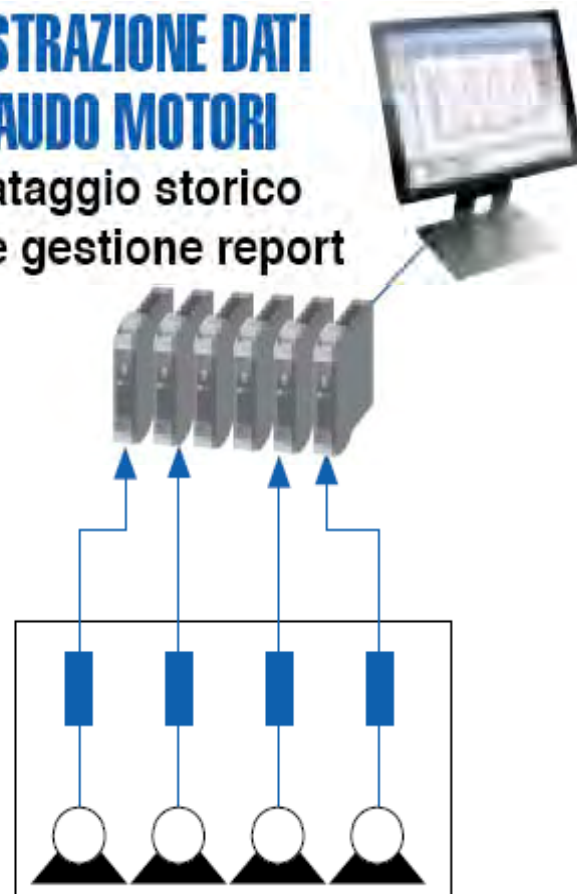 STRAZIONE DATI
AUDO MOTORI
ataggio storico
e gestione report